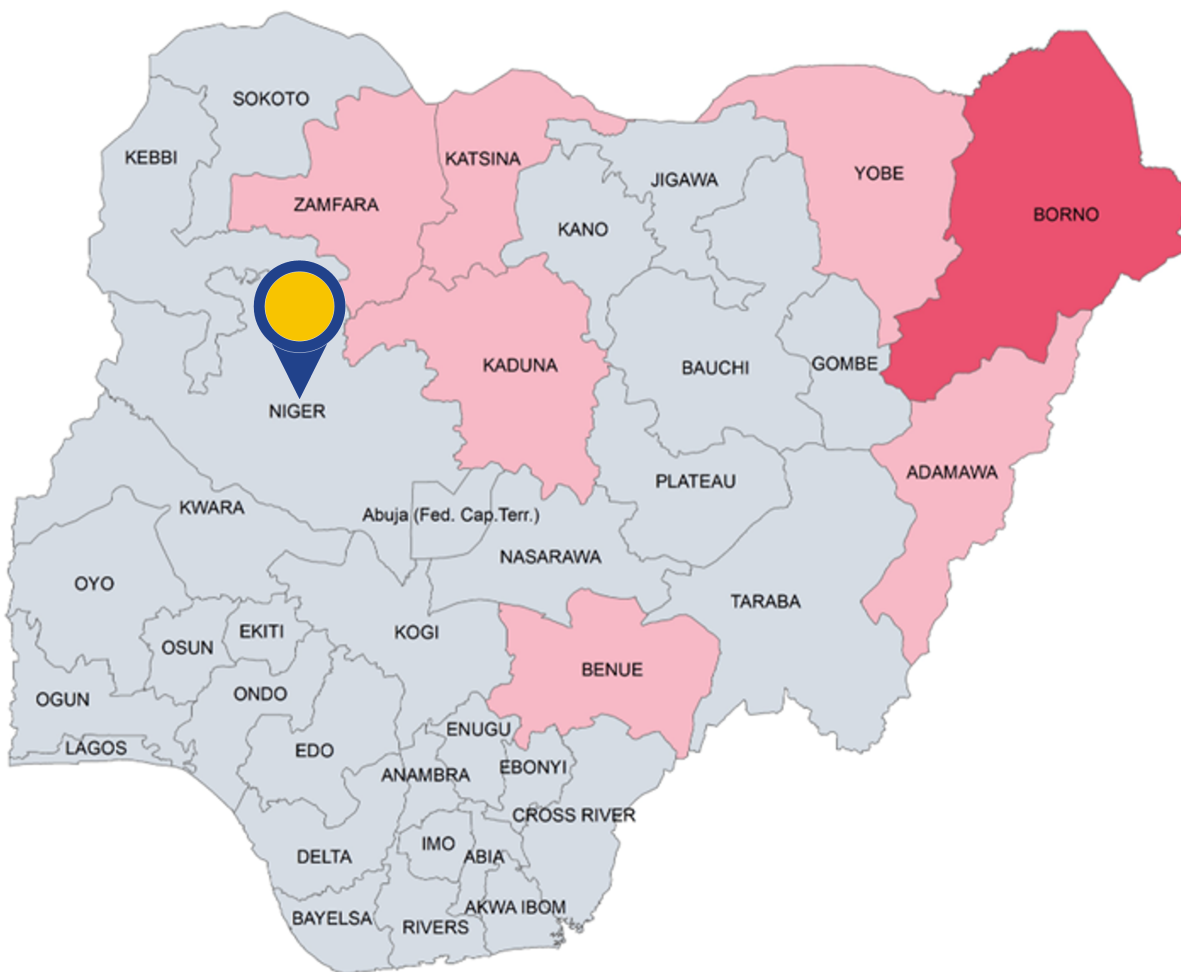 SOKOTO
KEBBI
KATSINA
ZAMFARA
JIGAWA
KANO
YOBE
BORNO
KADUNA
BAUCHI
GOMBE
NIGER
ADAMAWA
PLATEAU
KWARA
Abuja (Fed. Cap.Terr.)
NASARAWA
OYO
TARABA
OSUN
EKITI
KOGI
BENUE
OGUN
ONDO
LAGOS
EDO
ENUGU
ANAMBRA
EBONYI
CROSS RIVER
DELTA
IMO
ABIA
BAYELSA
RIVERS
AKWA IBOM